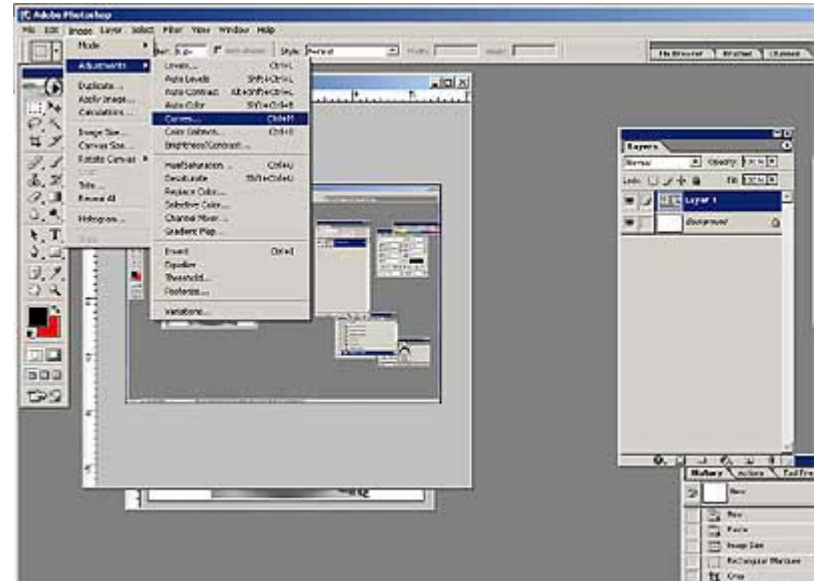 Adobe Photoshop
File Edit Image Layer Select Filter View Window Help
Style: Normal
Mode
Adjustments
Duplicate...
Apply Image...
Calculations...
Image Size...
Canvas Size...
Rotate Canvas
Trim...
Reveal All
Histogram...
Levels... Ctrl+L
Auto Levels Shift+Ctrl+L
Auto Contrast Alt+Shift+Ctrl+L
Auto Color Shift+Ctrl+B
Curves... Ctrl+M
Color Balance... Ctrl+B
Brightness/Contrast...
Hue/Saturation... Ctrl+U
Desaturate Shift+Ctrl+U
Replace Color...
Selective Color...
Channel Mixer...
Gradient Map...
Invert Ctrl+I
Equalize
Threshold...
Posterize...
Variations...
Layers
Normal Opacity: 100%
Lock: Fill: 100%
Layer 1
Background
History Actions
New
New
Paste
Image Size
Rectangular Marquee
Crop